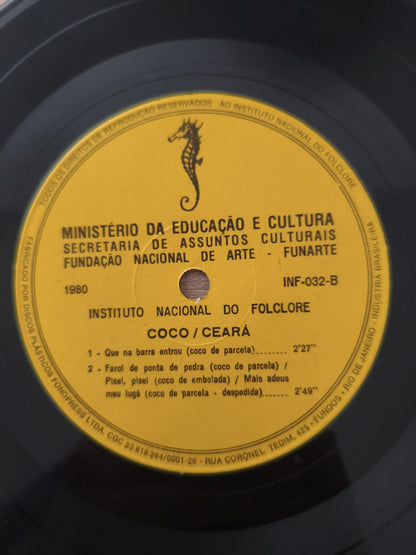 TODOS OS DIREITOS DE REPRODUÇÃO RESERVADOS AO INSTITUTO NACIONAL DO FOLCLORE
MINISTÉRIO DA EDUCAÇÃO E CULTURA
SECRETARIA DE ASSUNTOS CULTURAIS
FUNDAÇÃO NACIONAL DE ARTE - FUNARTE
1980 INF-032-B
INSTITUTO NACIONAL DO FOLCLORE
COCO / CEARÁ
1 - Que na barra entrou (coco de parcela)........ 2'27"
2 - Farol de ponta de pedra (coco de parcela) /
Pisei, pisei (coco de embolada) / Mais adeus
meu lugá (coco de parcela - despedida)....... 2'49"
FABRICADO POR DISCOS PLÁSTICOS FONOPRESS LTDA. CGC 33.819.384/0001-28 - RUA CORONEL TEDIM, 425 - FUNDOS - RIO DE JANEIRO - INDÚSTRIA BRASILEIRA